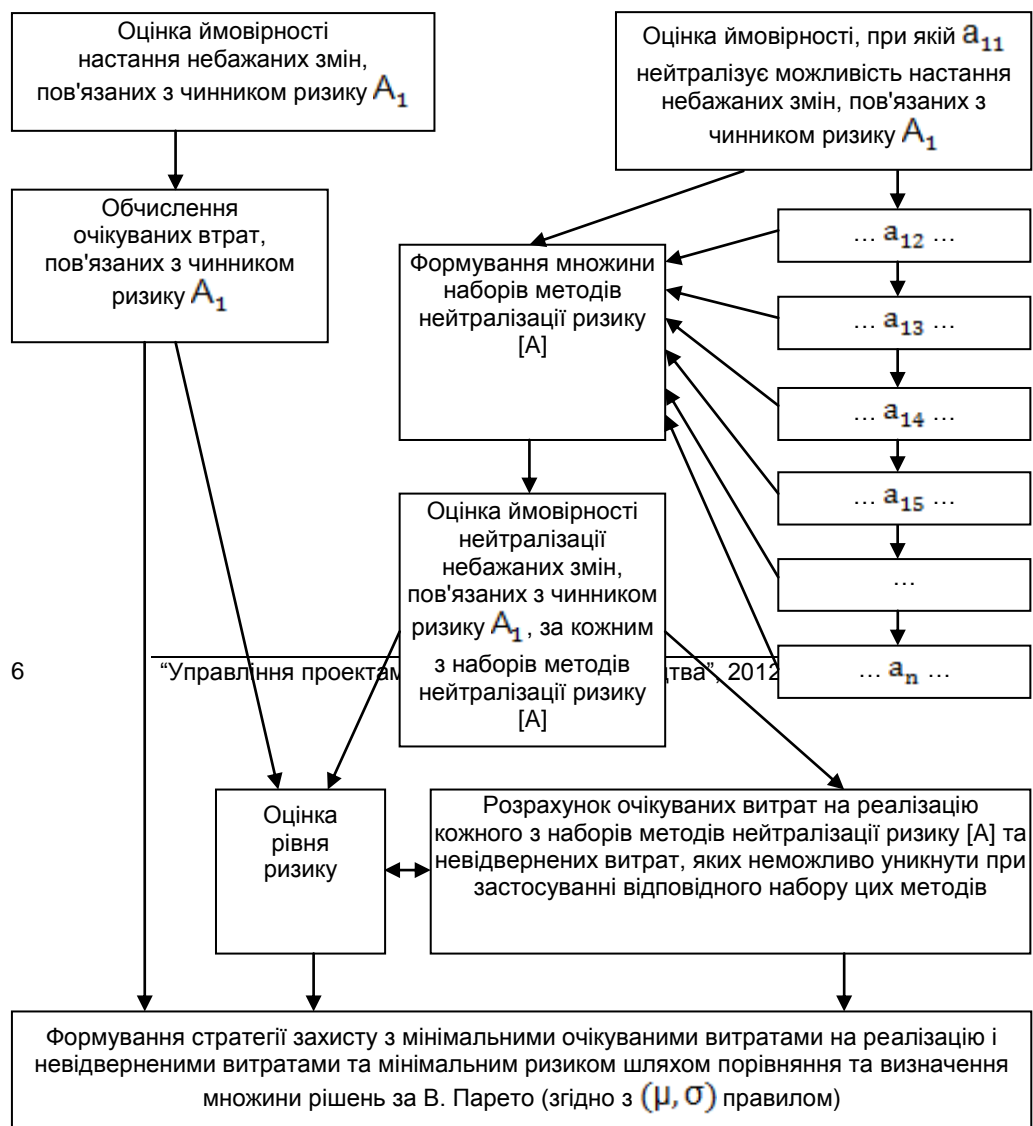 Оцінка ймовірності
настання небажаних змін,
пов'язаних з чинником ризику A₁
Оцінка ймовірності, при якій a₁₁
нейтралізує можливість настання
небажаних змін, пов'язаних з
чинником ризику A₁
Обчислення
очікуваних втрат,
пов'язаних з чинником
ризику A₁
Формування множини
наборів методів
нейтралізації ризику
[A]
… a₁₂ …
… a₁₃ …
… a₁₄ …
… a₁₅ …
…
… aₙ …
Оцінка ймовірності
нейтралізації
небажаних змін,
пов'язаних з чинником
ризику A₁, за кожним
з наборів методів
нейтралізації ризику
[A]
6 “Управління проектам цтва”, 2012
Оцінка
рівня
ризику
Розрахунок очікуваних витрат на реалізацію
кожного з наборів методів нейтралізації ризику [A] та
невідвернених витрат, яких неможливо уникнути при
застосуванні відповідного набору цих методів
Формування стратегії захисту з мінімальними очікуваними витратами на реалізацію і
невідверненими витратами та мінімальним ризиком шляхом порівняння та визначення
множини рішень за В. Парето (згідно з (μ, σ) правилом)